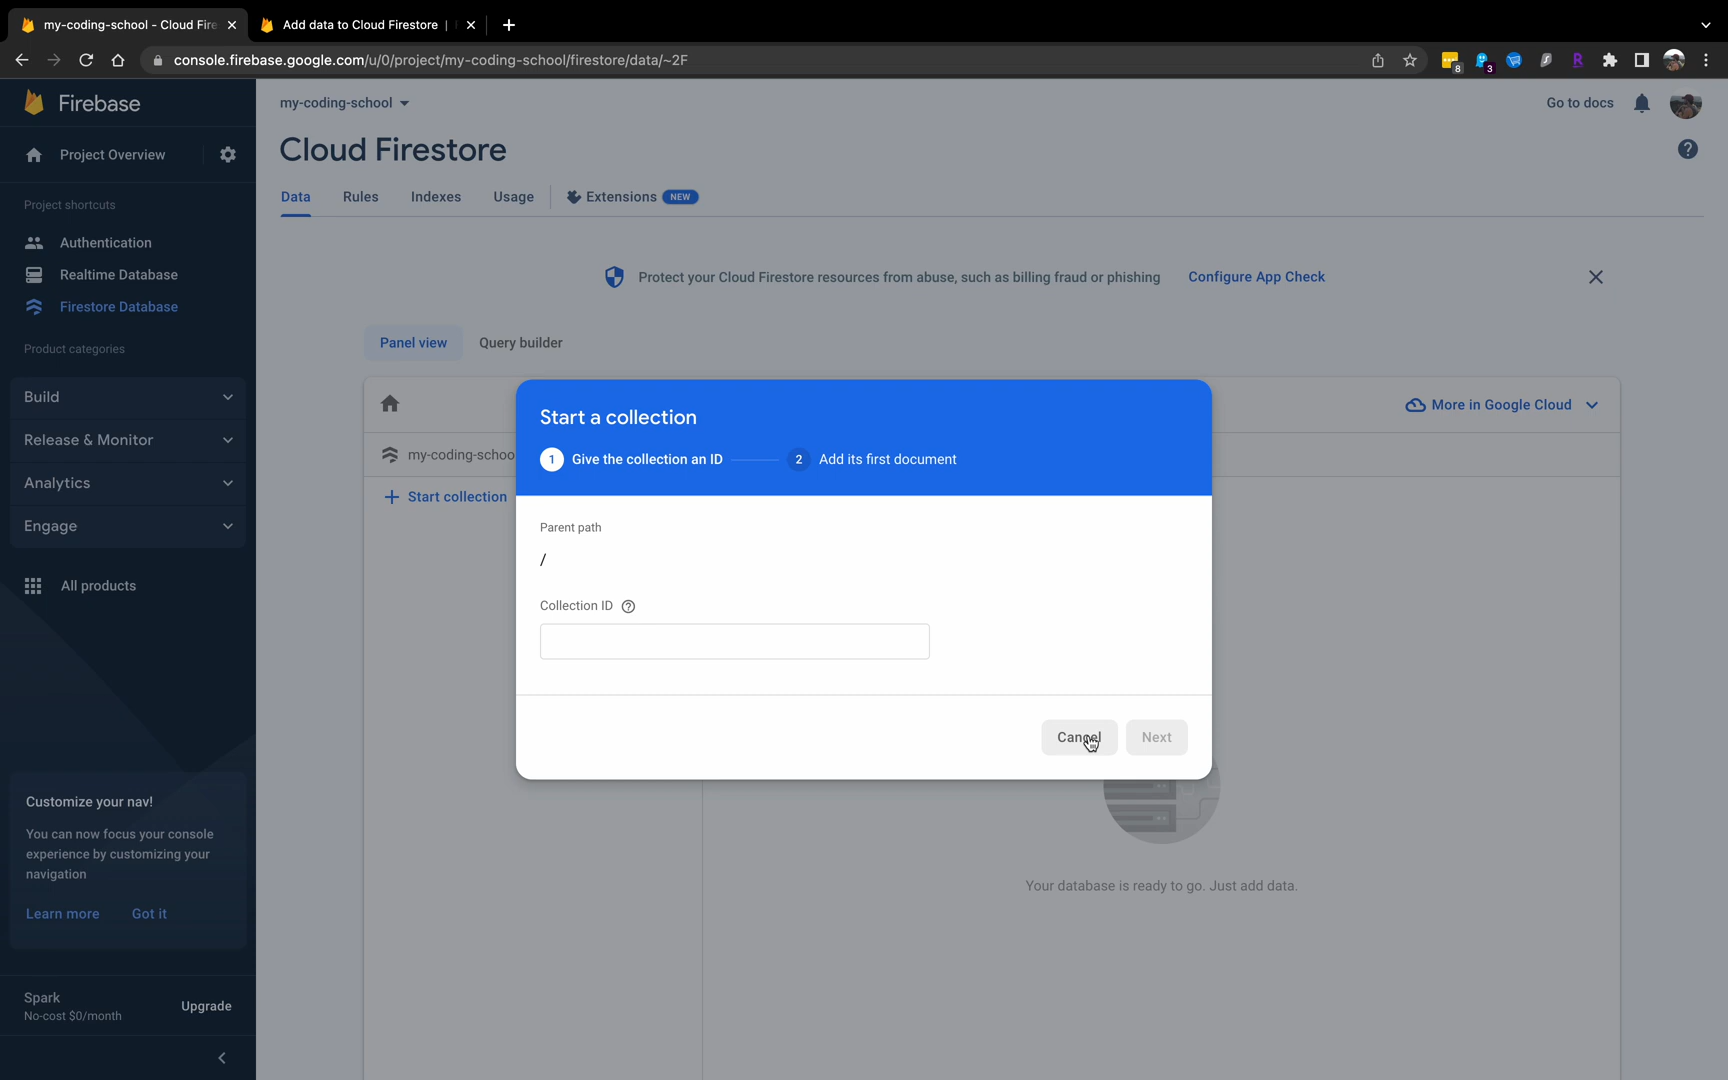 my-coding-school - Cloud Fire
Add data to Cloud Firestore |
console.firebase.google.com/u/0/project/my-coding-school/firestore/data/~2F
8
3
R
Firebase
my-coding-school
Go to docs
Project Overview
Cloud Firestore
Project shortcuts
Data
Rules
Indexes
Usage
Extensions
NEW
Authentication
Realtime Database
Firestore Database
Protect your Cloud Firestore resources from abuse, such as billing fraud or phishing
Configure App Check
Product categories
Panel view
Query builder
Build
Release & Monitor
Analytics
Engage
All products
More in Google Cloud
my-coding-schoo
Start collection
Start a collection
1
Give the collection an ID
2
Add its first document
Parent path
/
Collection ID
Cancel
Next
Your database is ready to go. Just add data.
Customize your nav!
You can now focus your console
experience by customizing your
navigation
Learn more
Got it
Spark
No-cost $0/month
Upgrade